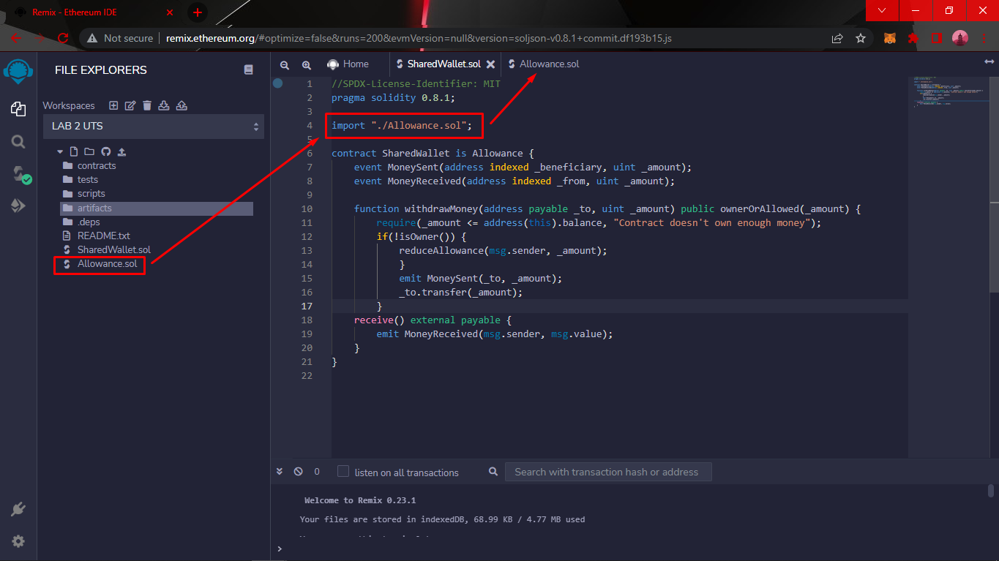 Remix - Ethereum IDE
Not secure remix.ethereum.org/#optimize=false&runs=200&evmVersion=null&version=soljson-v0.8.1+commit.df193b15.js
FILE EXPLORERS
Workspaces
LAB 2 UTS
contracts
tests
scripts
artifacts
.deps
README.txt
SharedWallet.sol
Allowance.sol
Home SharedWallet.sol Allowance.sol
1 //SPDX-License-Identifier: MIT
2 pragma solidity 0.8.1;
3
4 import "./Allowance.sol";
5
6 contract SharedWallet is Allowance {
7 event MoneySent(address indexed _beneficiary, uint _amount);
8 event MoneyReceived(address indexed _from, uint _amount);
9
10 function withdrawMoney(address payable _to, uint _amount) public ownerOrAllowed(_amount) {
11 require(_amount <= address(this).balance, "Contract doesn't own enough money");
12 if(!isOwner()) {
13 reduceAllowance(msg.sender, _amount);
14 }
15 emit MoneySent(_to, _amount);
16 _to.transfer(_amount);
17 }
18 receive() external payable {
19 emit MoneyReceived(msg.sender, msg.value);
20 }
21 }
22
0 listen on all transactions Search with transaction hash or address
Welcome to Remix 0.23.1
Your files are stored in indexedDB, 68.99 KB / 4.77 MB used
>